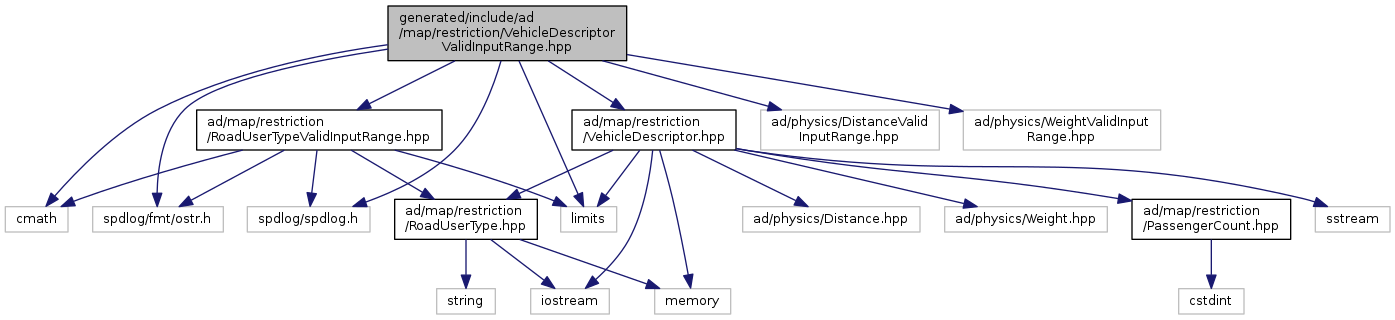 generated/include/ad
/map/restriction/VehicleDescriptor
ValidInputRange.hpp
ad/map/restriction
/RoadUserTypeValidInputRange.hpp
ad/map/restriction
/VehicleDescriptor.hpp
ad/physics/DistanceValid
InputRange.hpp
ad/physics/WeightValidInput
Range.hpp
cmath
spdlog/fmt/ostr.h
spdlog/spdlog.h
ad/map/restriction
/RoadUserType.hpp
limits
ad/physics/Distance.hpp
ad/physics/Weight.hpp
ad/map/restriction
/PassengerCount.hpp
sstream
string
iostream
memory
cstdint